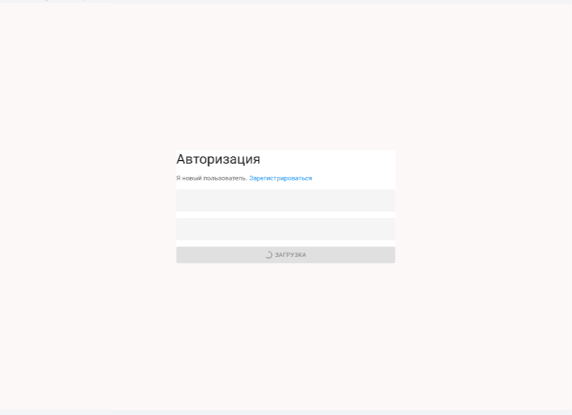 Авторизация
Я новый пользователь. Зарегистрироваться
ЗАГРУЗКА